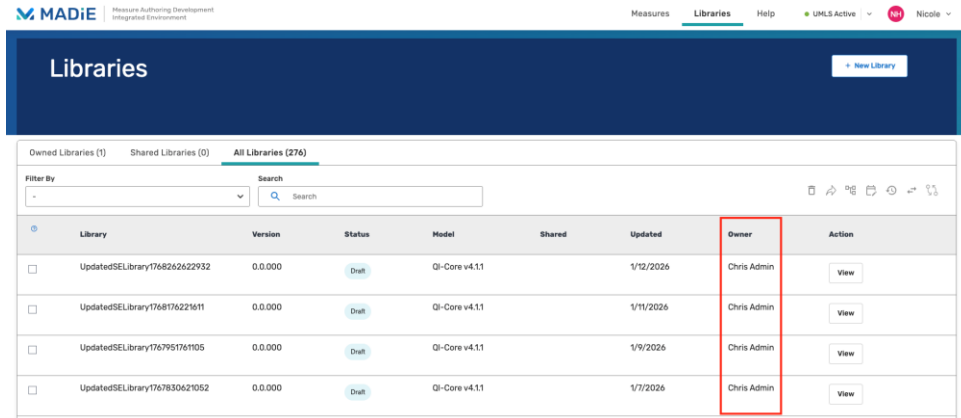 MADiE Measure Authoring Development
Integrated Environment
Measures Libraries Help UMLS Active NH Nicole
Libraries
+ New Library
Owned Libraries (1) Shared Libraries (0) All Libraries (276)
Filter By Search
- Search
Library Version Status Model Shared Updated Owner Action
UpdatedSELibrary1768262622932 0.0.000 Draft QI-Core v4.1.1 1/12/2026 Chris Admin View
UpdatedSELibrary1768176221611 0.0.000 Draft QI-Core v4.1.1 1/11/2026 Chris Admin View
UpdatedSELibrary1767951761105 0.0.000 Draft QI-Core v4.1.1 1/9/2026 Chris Admin View
UpdatedSELibrary1767830621052 0.0.000 Draft QI-Core v4.1.1 1/7/2026 Chris Admin View